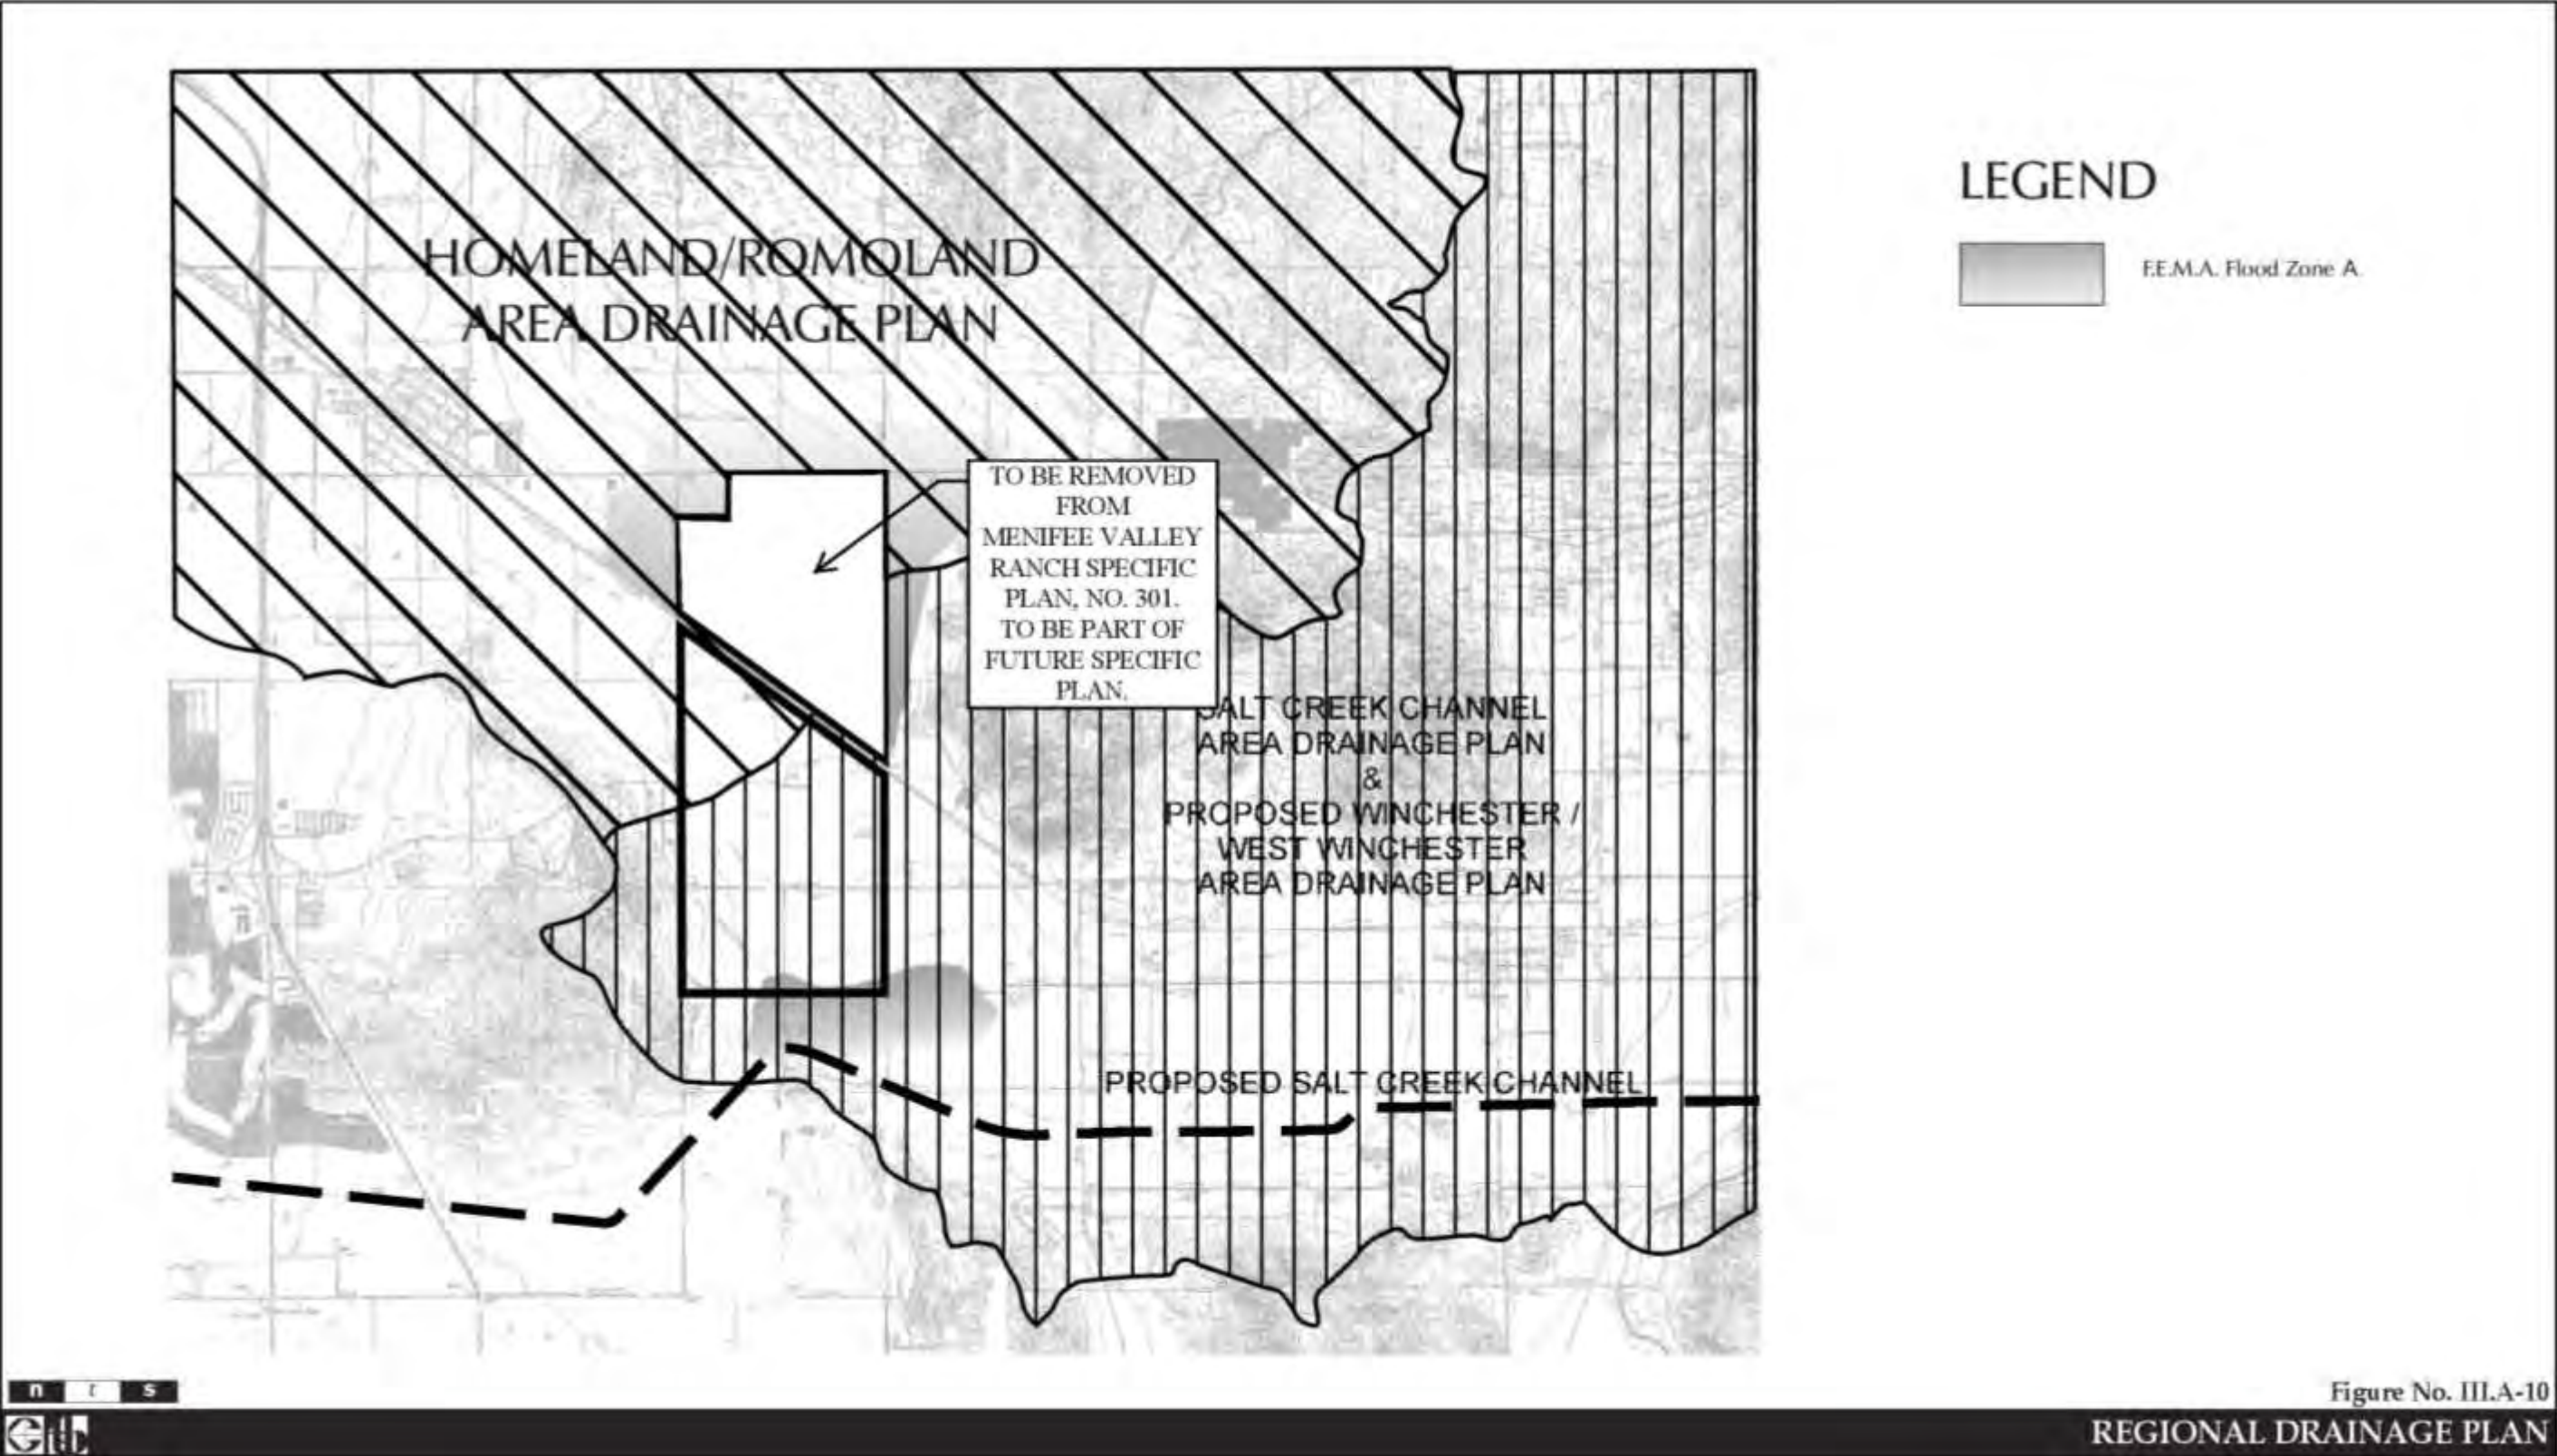 HOMELAND/ROMOLAND
AREA DRAINAGE PLAN
TO BE REMOVED
FROM
MENIFEE VALLEY
RANCH SPECIFIC
PLAN, NO. 301.
TO BE PART OF
FUTURE SPECIFIC
PLAN.
SALT CREEK CHANNEL
AREA DRAINAGE PLAN
&
PROPOSED WINCHESTER /
WEST WINCHESTER
AREA DRAINAGE PLAN
PROPOSED SALT CREEK CHANNEL
LEGEND
F.E.M.A. Flood Zone A
n t s
Figure No. III.A-10
REGIONAL DRAINAGE PLAN